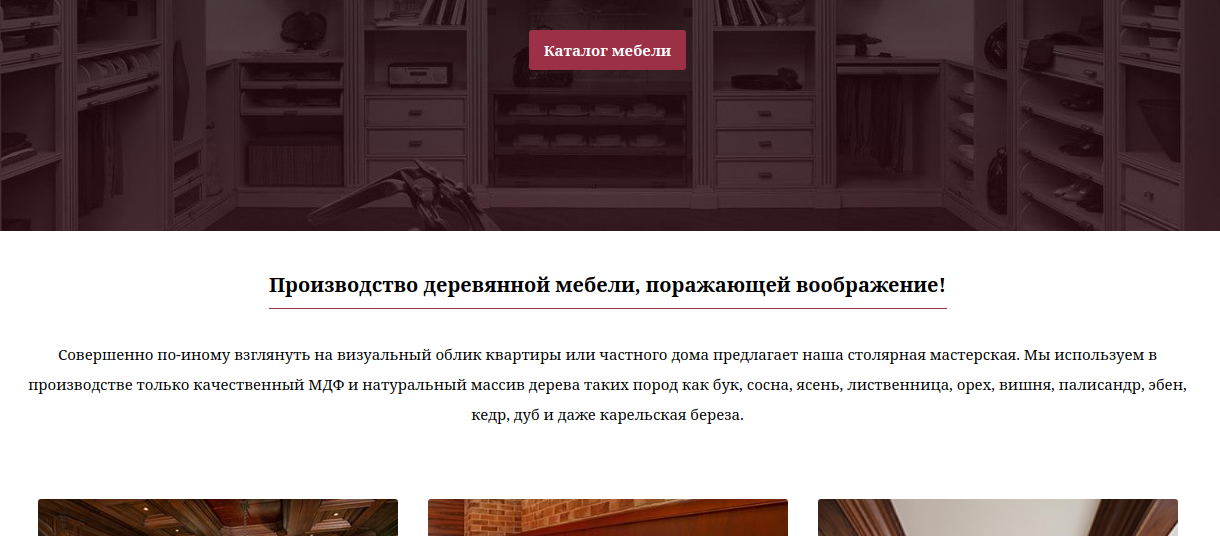 Каталог мебели
Производство деревянной мебели, поражающей воображение!
Совершенно по-иному взглянуть на визуальный облик квартиры или частного дома предлагает наша столярная мастерская. Мы используем в
производстве только качественный МДФ и натуральный массив дерева таких пород как бук, сосна, ясень, лиственница, орех, вишня, палисандр, эбен,
кедр, дуб и даже карельская береза.